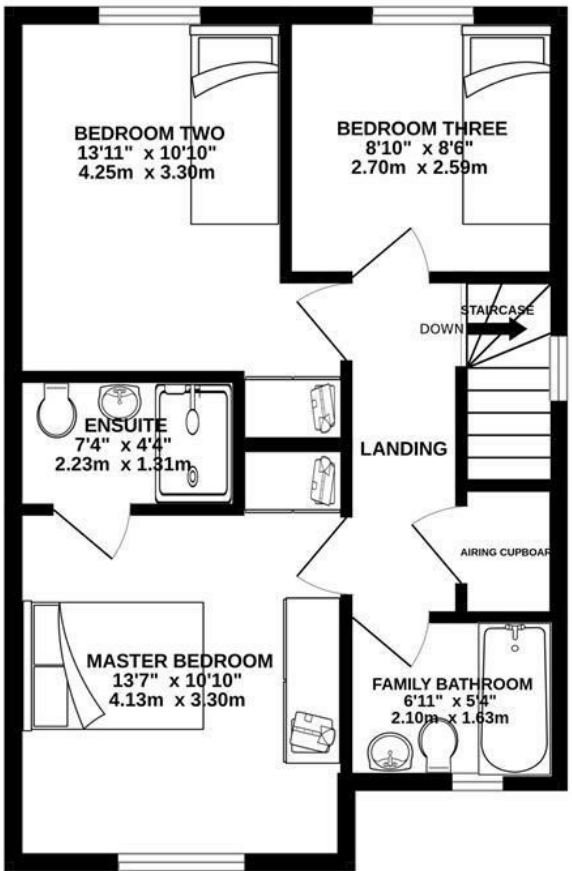 BEDROOM TWO
13'11" x 10'10"
4.25m x 3.30m
BEDROOM THREE
8'10" x 8'6"
2.70m x 2.59m
STAIRCASE
DOWN
ENSUITE
7'4" x 4'4"
2.23m x 1.31m
LANDING
AIRING CUPBOAR
MASTER BEDROOM
13'7" x 10'10"
4.13m x 3.30m
FAMILY BATHROOM
6'11" x 5'4"
2.10m x 1.63m